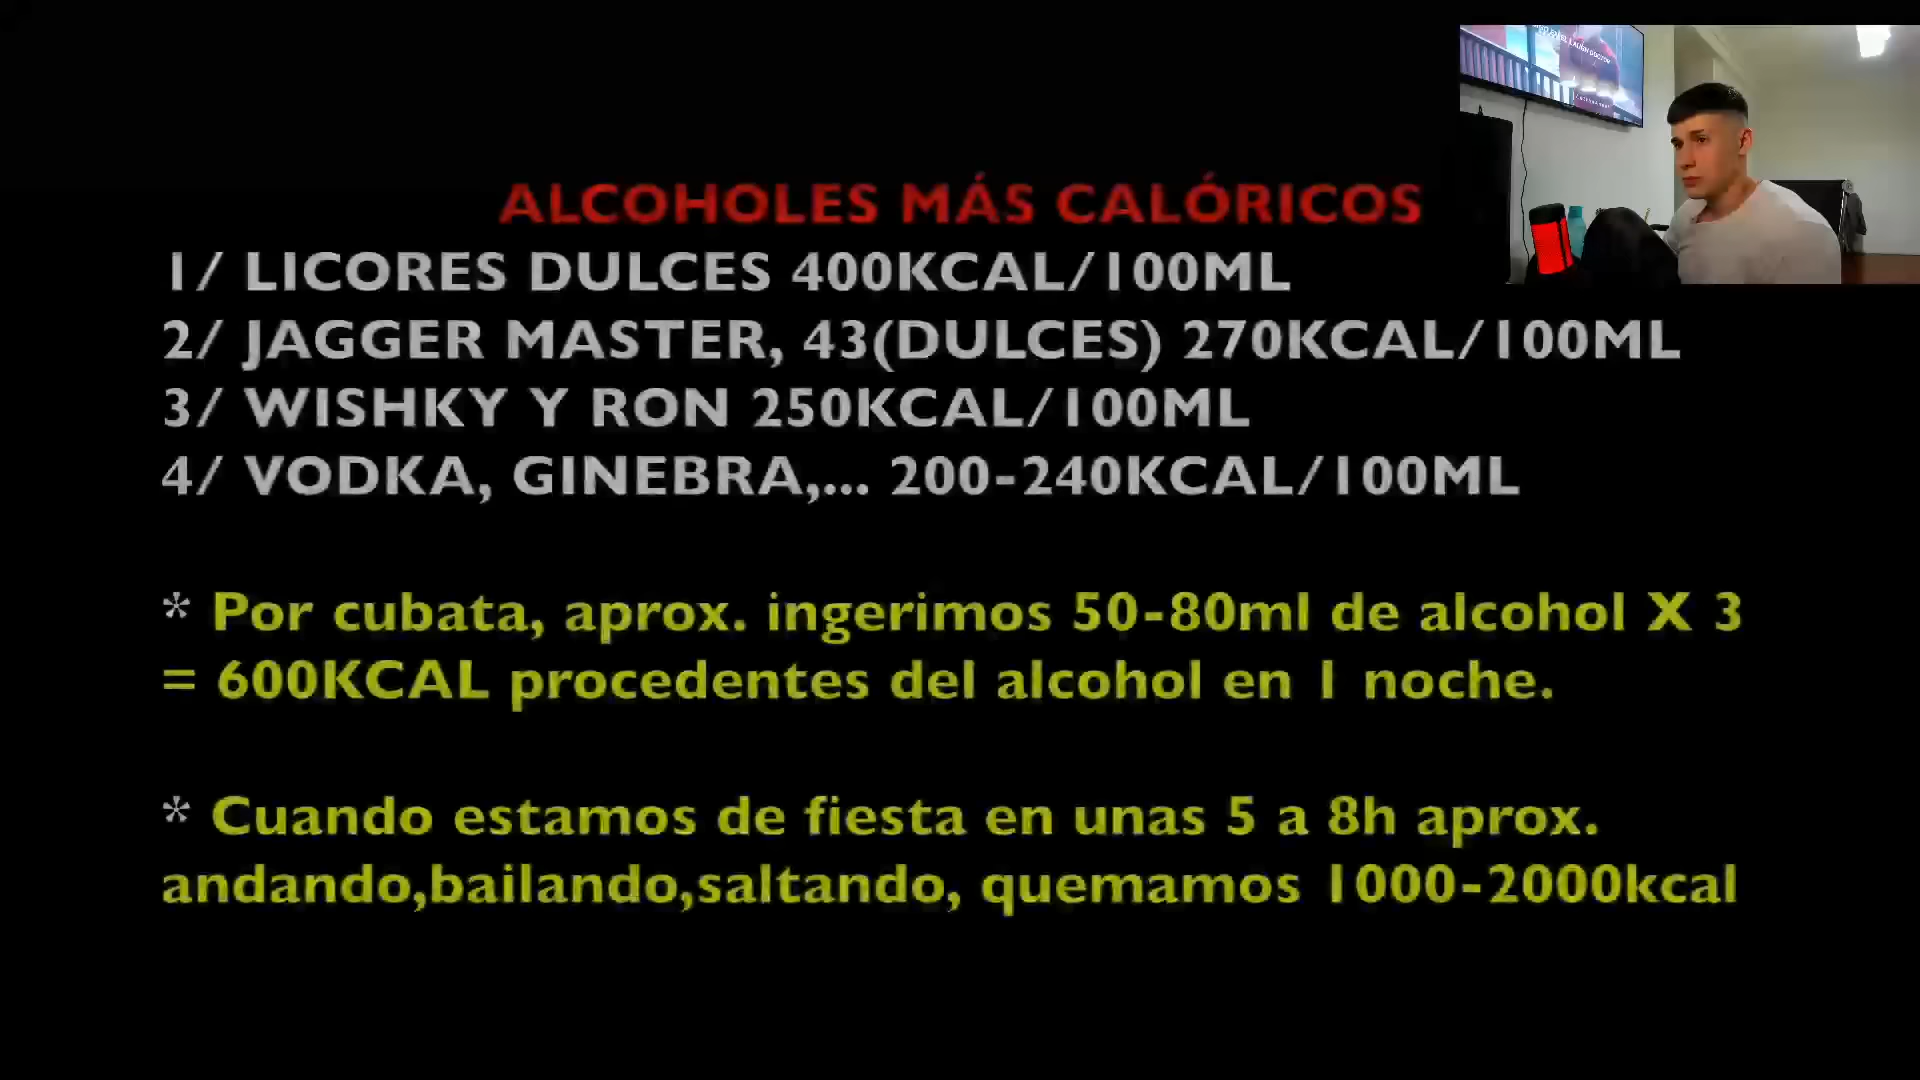 ALCOHOLES MÁS CALÓRICOS
1/ LICORES DULCES 400KCAL/100ML
2/ JAGGER MASTER, 43(DULCES) 270KCAL/100ML
3/ WISHKY Y RON 250KCAL/100ML
4/ VODKA, GINEBRA,... 200-240KCAL/100ML
* Por cubata, aprox. ingerimos 50-80ml de alcohol X 3
= 600KCAL procedentes del alcohol en 1 noche.
* Cuando estamos de fiesta en unas 5 a 8h aprox.
andando,bailando,saltando, quemamos 1000-2000kcal